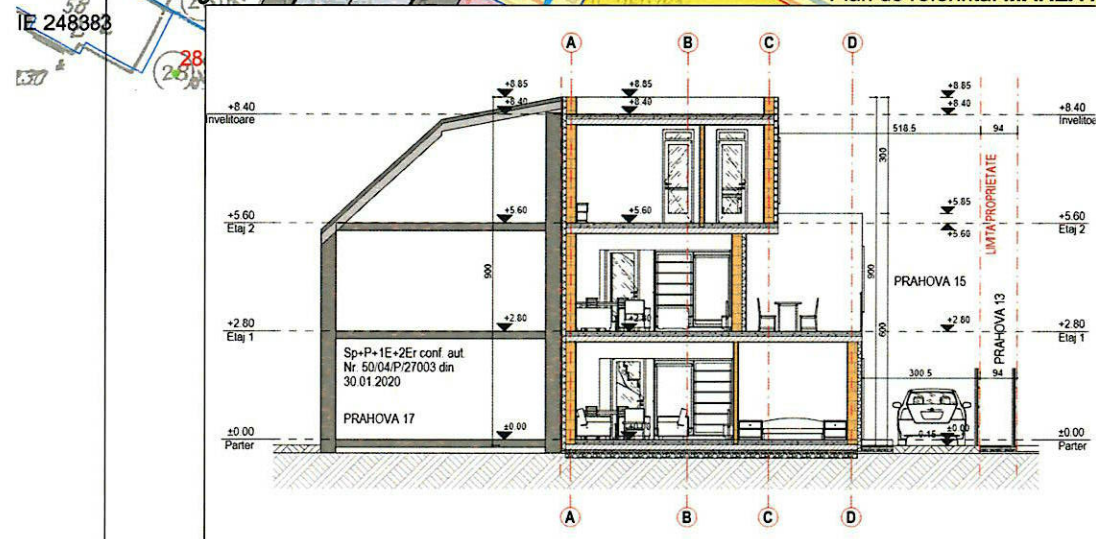 IE 248383
28
28
A B C D
+8.85
+8.40
+8.85
+8.40
+8.85
+8.40
+8.40
Invelitoare
+8.40
518.5
94
300
LIMITA PROPRIETATE
+5.60
Etaj 2
+5.60
+5.60
+5.85
+5.60
+5.60
Etaj 2
900
900
600
PRAHOVA 15
PRAHOVA 13
+2.80
Etaj 1
+2.80
+2.80
+2.80
+2.80
Etaj 1
Sp+P+1E+2Er conf. aut
Nr. 50/04/P/27003 din
30.01.2020
PRAHOVA 17
300.5
94
±0.00
Parter
±0.00
±0.00
±0.00
Parter
A B C D